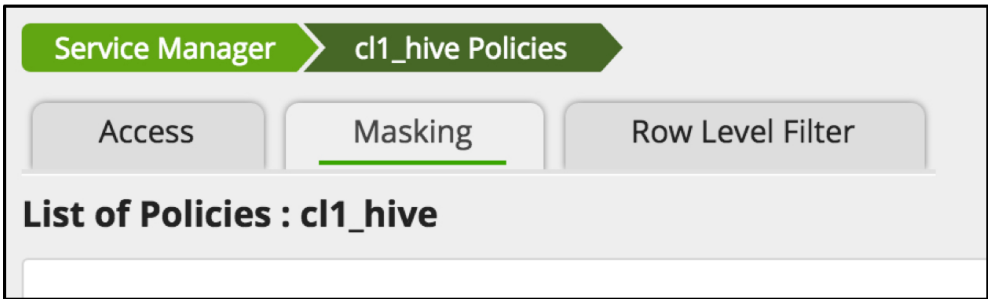 Service Manager cl1_hive Policies
Access Masking Row Level Filter
List of Policies : cl1_hive